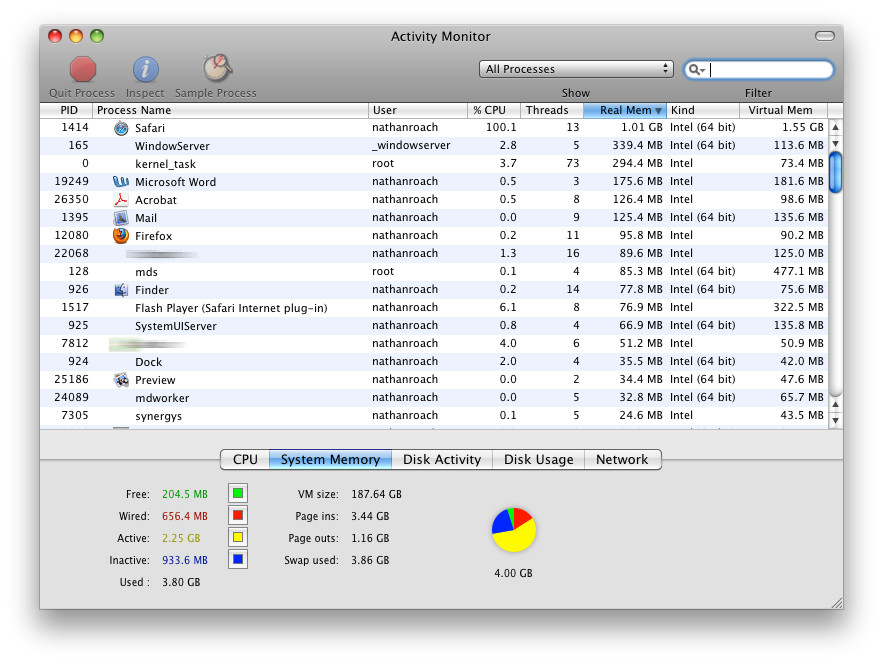 Activity Monitor
Quit Process Inspect Sample Process All Processes Show Filter
PID Process Name User % CPU Threads Real Mem Kind Virtual Mem
1414 Safari nathanroach 100.1 13 1.01 GB Intel (64 bit) 1.55 GB
165 WindowServer _windowserver 2.8 5 339.4 MB Intel (64 bit) 113.6 MB
0 kernel_task root 3.7 73 294.4 MB Intel 73.4 MB
19249 Microsoft Word nathanroach 0.5 3 175.6 MB Intel 181.6 MB
26350 Acrobat nathanroach 0.5 8 126.4 MB Intel 98.6 MB
1395 Mail nathanroach 0.0 9 125.4 MB Intel (64 bit) 135.6 MB
12080 Firefox nathanroach 0.2 11 95.8 MB Intel 90.2 MB
22068 nathanroach 1.3 16 89.6 MB Intel 125.0 MB
128 mds root 0.1 4 85.3 MB Intel (64 bit) 477.1 MB
926 Finder nathanroach 0.2 14 77.8 MB Intel (64 bit) 75.6 MB
1517 Flash Player (Safari Internet plug-in) nathanroach 6.1 8 76.9 MB Intel 322.5 MB
925 SystemUIServer nathanroach 0.8 4 66.9 MB Intel (64 bit) 135.8 MB
7812 nathanroach 4.0 6 51.2 MB Intel 50.9 MB
924 Dock nathanroach 2.0 4 35.5 MB Intel (64 bit) 42.0 MB
25186 Preview nathanroach 0.0 2 34.4 MB Intel (64 bit) 47.6 MB
24089 mdworker nathanroach 0.0 5 32.8 MB Intel (64 bit) 65.7 MB
7305 synergys nathanroach 0.1 5 24.6 MB Intel 43.5 MB
CPU System Memory Disk Activity Disk Usage Network
Free: 204.5 MB VM size: 187.64 GB
Wired: 656.4 MB Page ins: 3.44 GB
Active: 2.25 GB Page outs: 1.16 GB
Inactive: 933.6 MB Swap used: 3.86 GB
Used : 3.80 GB 4.00 GB